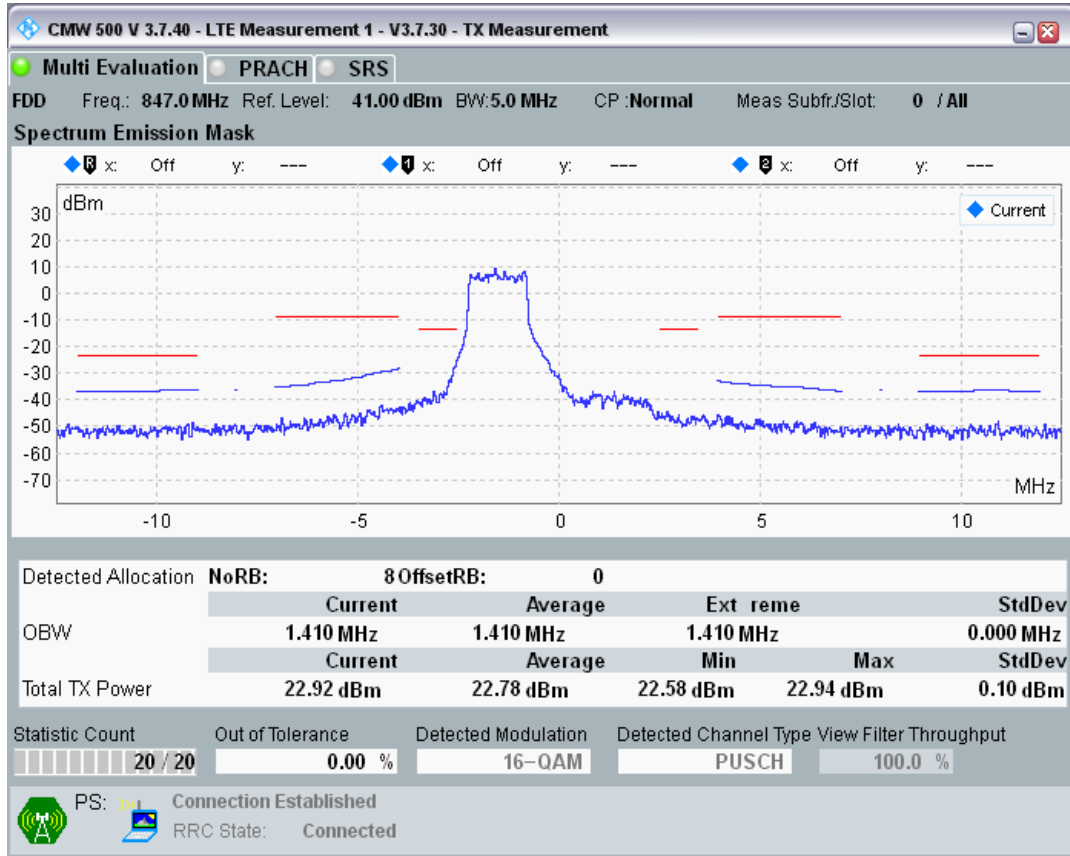 CMW 500 V 3.7.40 - LTE Measurement 1 - V3.7.30 - TX Measurement
Multi Evaluation PRACH SRS
FDD Freq.: 847.0 MHz Ref. Level: 41.00 dBm BW: 5.0 MHz CP : Normal Meas Subfr./Slot: 0 / All
Spectrum Emission Mask
R x: Off y: --- 1 x: Off y: --- 2 x: Off y: ---
dBm
Current
30
20
10
0
-10
-20
-30
-40
-50
-60
-70
MHz
-10 -5 0 5 10
Detected Allocation NoRB: 8 OffsetRB: 0
Current Average Ext reme StdDev
OBW 1.410 MHz 1.410 MHz 1.410 MHz 0.000 MHz
Current Average Min Max StdDev
Total TX Power 22.92 dBm 22.78 dBm 22.58 dBm 22.94 dBm 0.10 dBm
Statistic Count Out of Tolerance Detected Modulation Detected Channel Type View Filter Throughput
20 / 20 0.00 % 16-QAM PUSCH 100.0 %
PS: Connection Established
RRC State: Connected